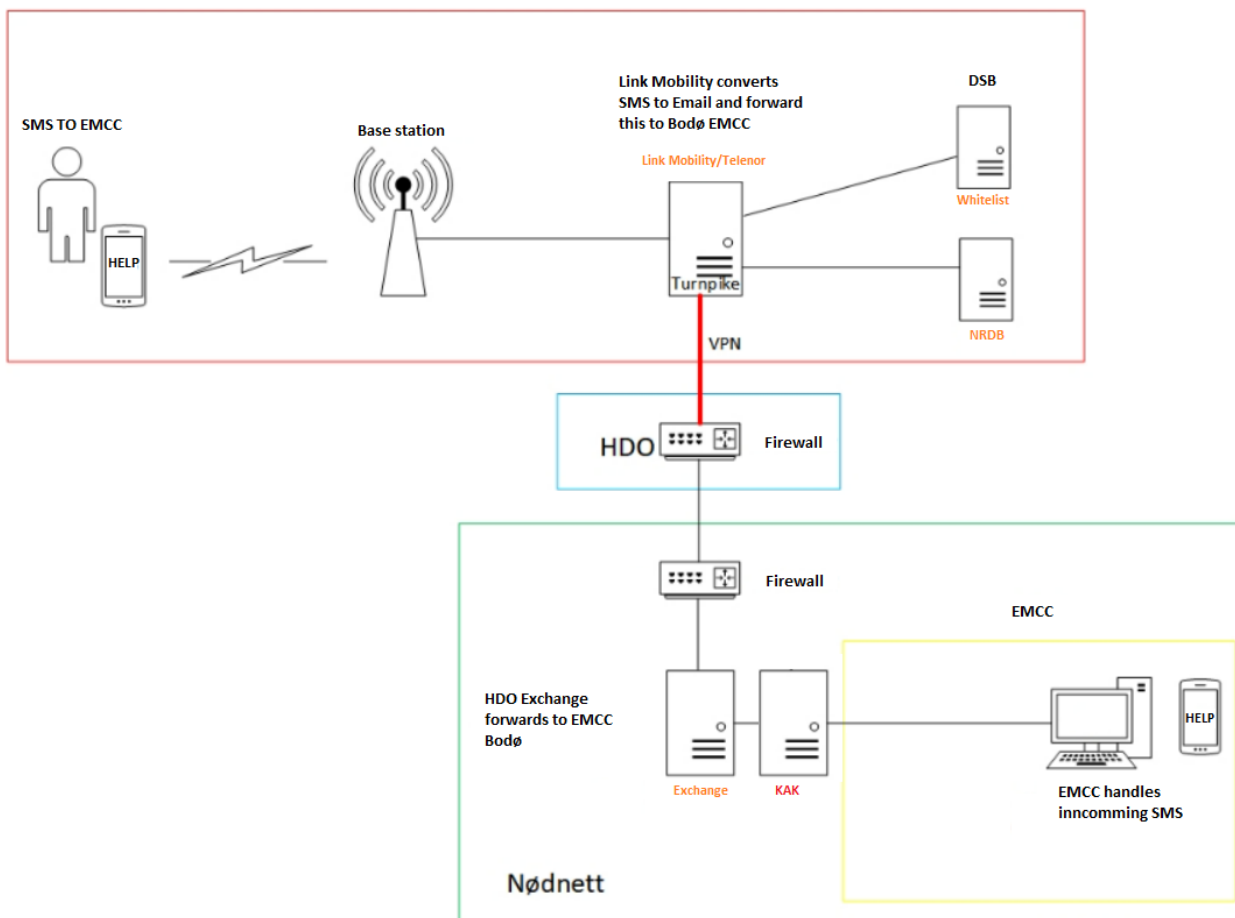 SMS TO EMCC
HELP
Base station
Link Mobility converts
SMS to Email and forward
this to Bodø EMCC
Link Mobility/Telenor
Turnpike
DSB
Whitelist
NRDB
VPN
HDO
Firewall
Firewall
EMCC
HDO Exchange
forwards to EMCC
Bodø
Exchange
KAK
HELP
EMCC handles
inncomming SMS
Nødnett